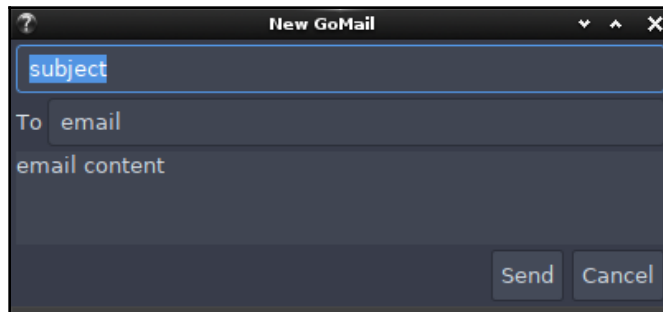 New GoMail
subject
To email
email content
Send Cancel